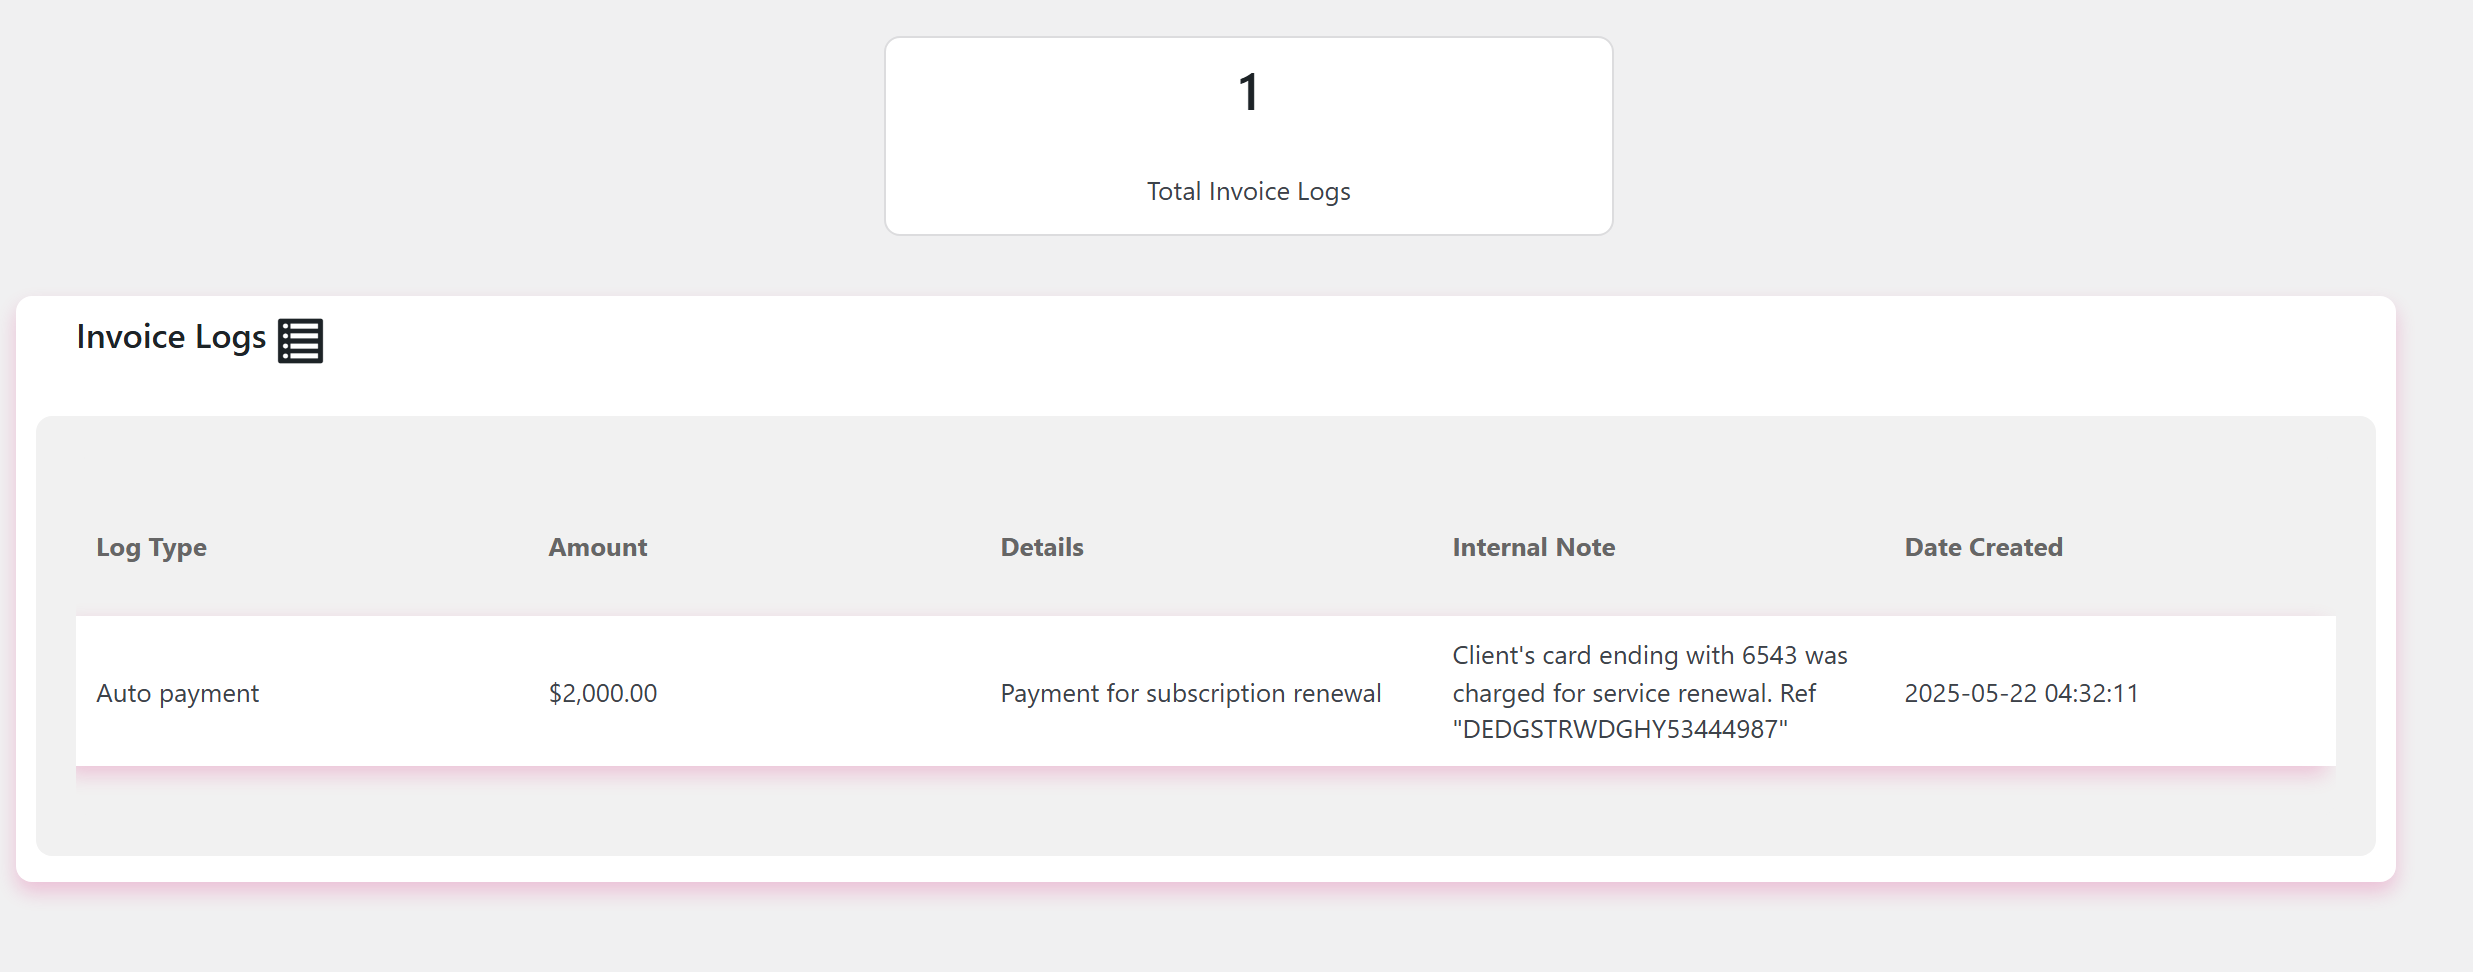 1
Total Invoice Logs
Invoice Logs
Log Type Amount Details Internal Note Date Created
Auto payment $2,000.00 Payment for subscription renewal Client's card ending with 6543 was
charged for service renewal. Ref
"DEDGSTRWDGHY53444987" 2025-05-22 04:32:11